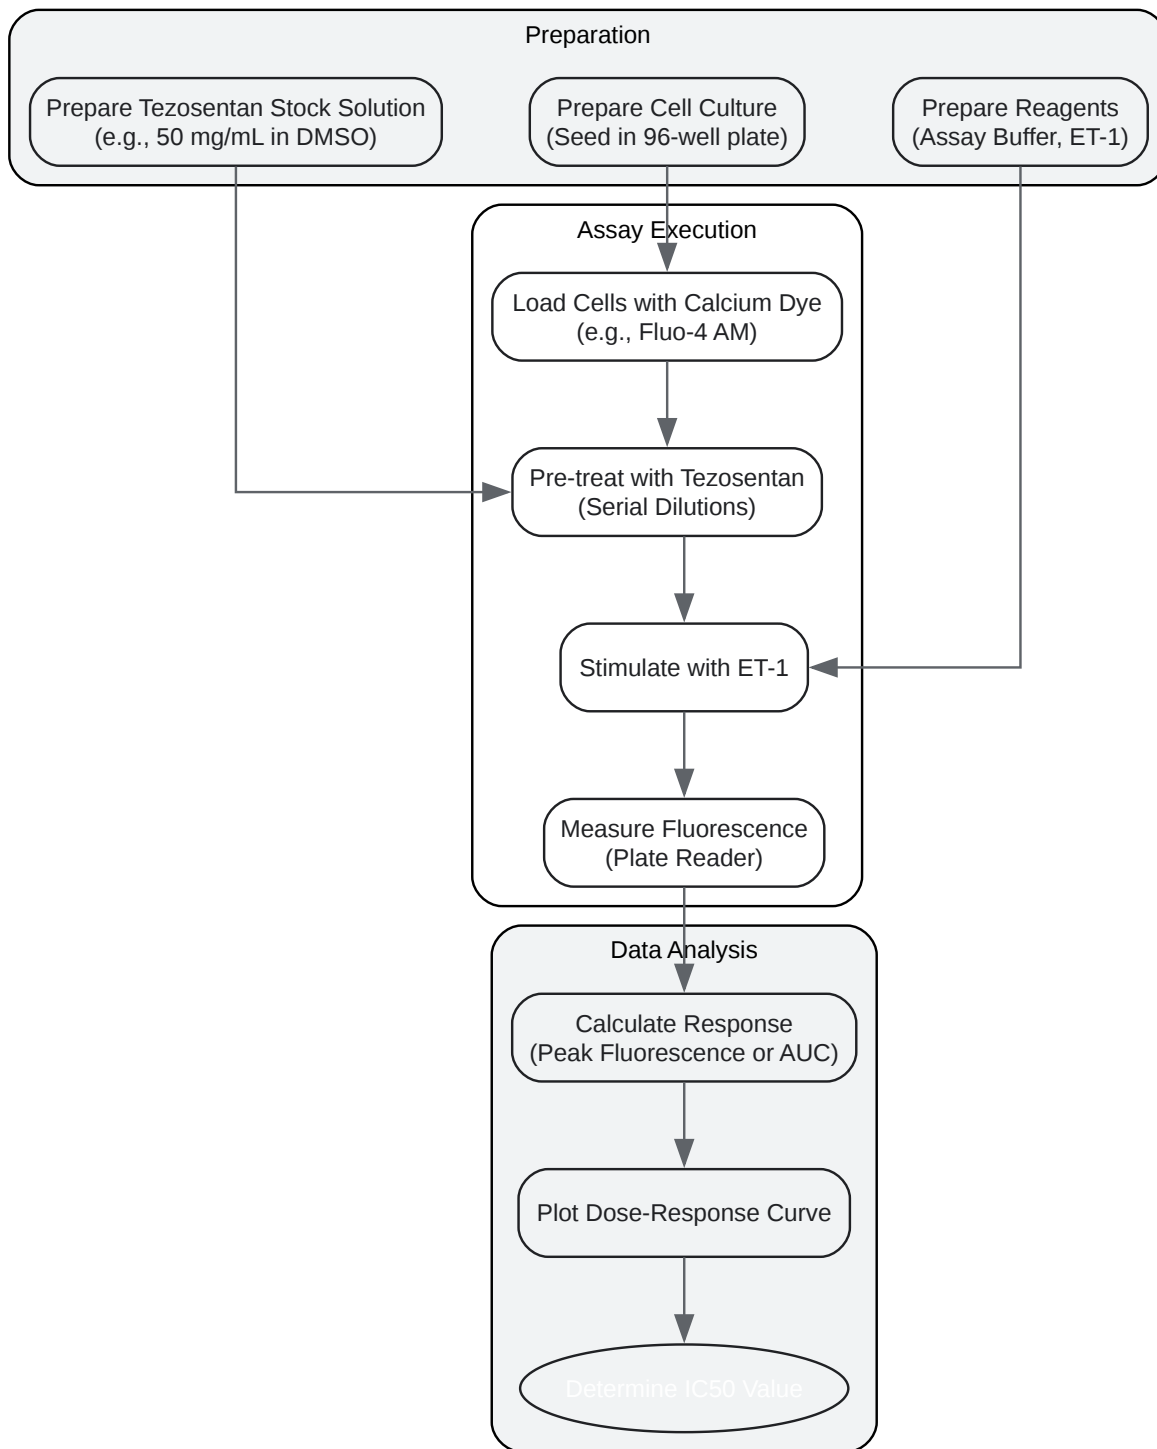 Preparation
Prepare Tezosentan Stock Solution
(e.g., 50 mg/mL in DMSO)
Prepare Cell Culture
(Seed in 96-well plate)
Prepare Reagents
(Assay Buffer, ET-1)
Assay Execution
Load Cells with Calcium Dye
(e.g., Fluo-4 AM)
Pre-treat with Tezosentan
(Serial Dilutions)
Stimulate with ET-1
Measure Fluorescence
(Plate Reader)
Data Analysis
Calculate Response
(Peak Fluorescence or AUC)
Plot Dose-Response Curve
Determine IC50 Value